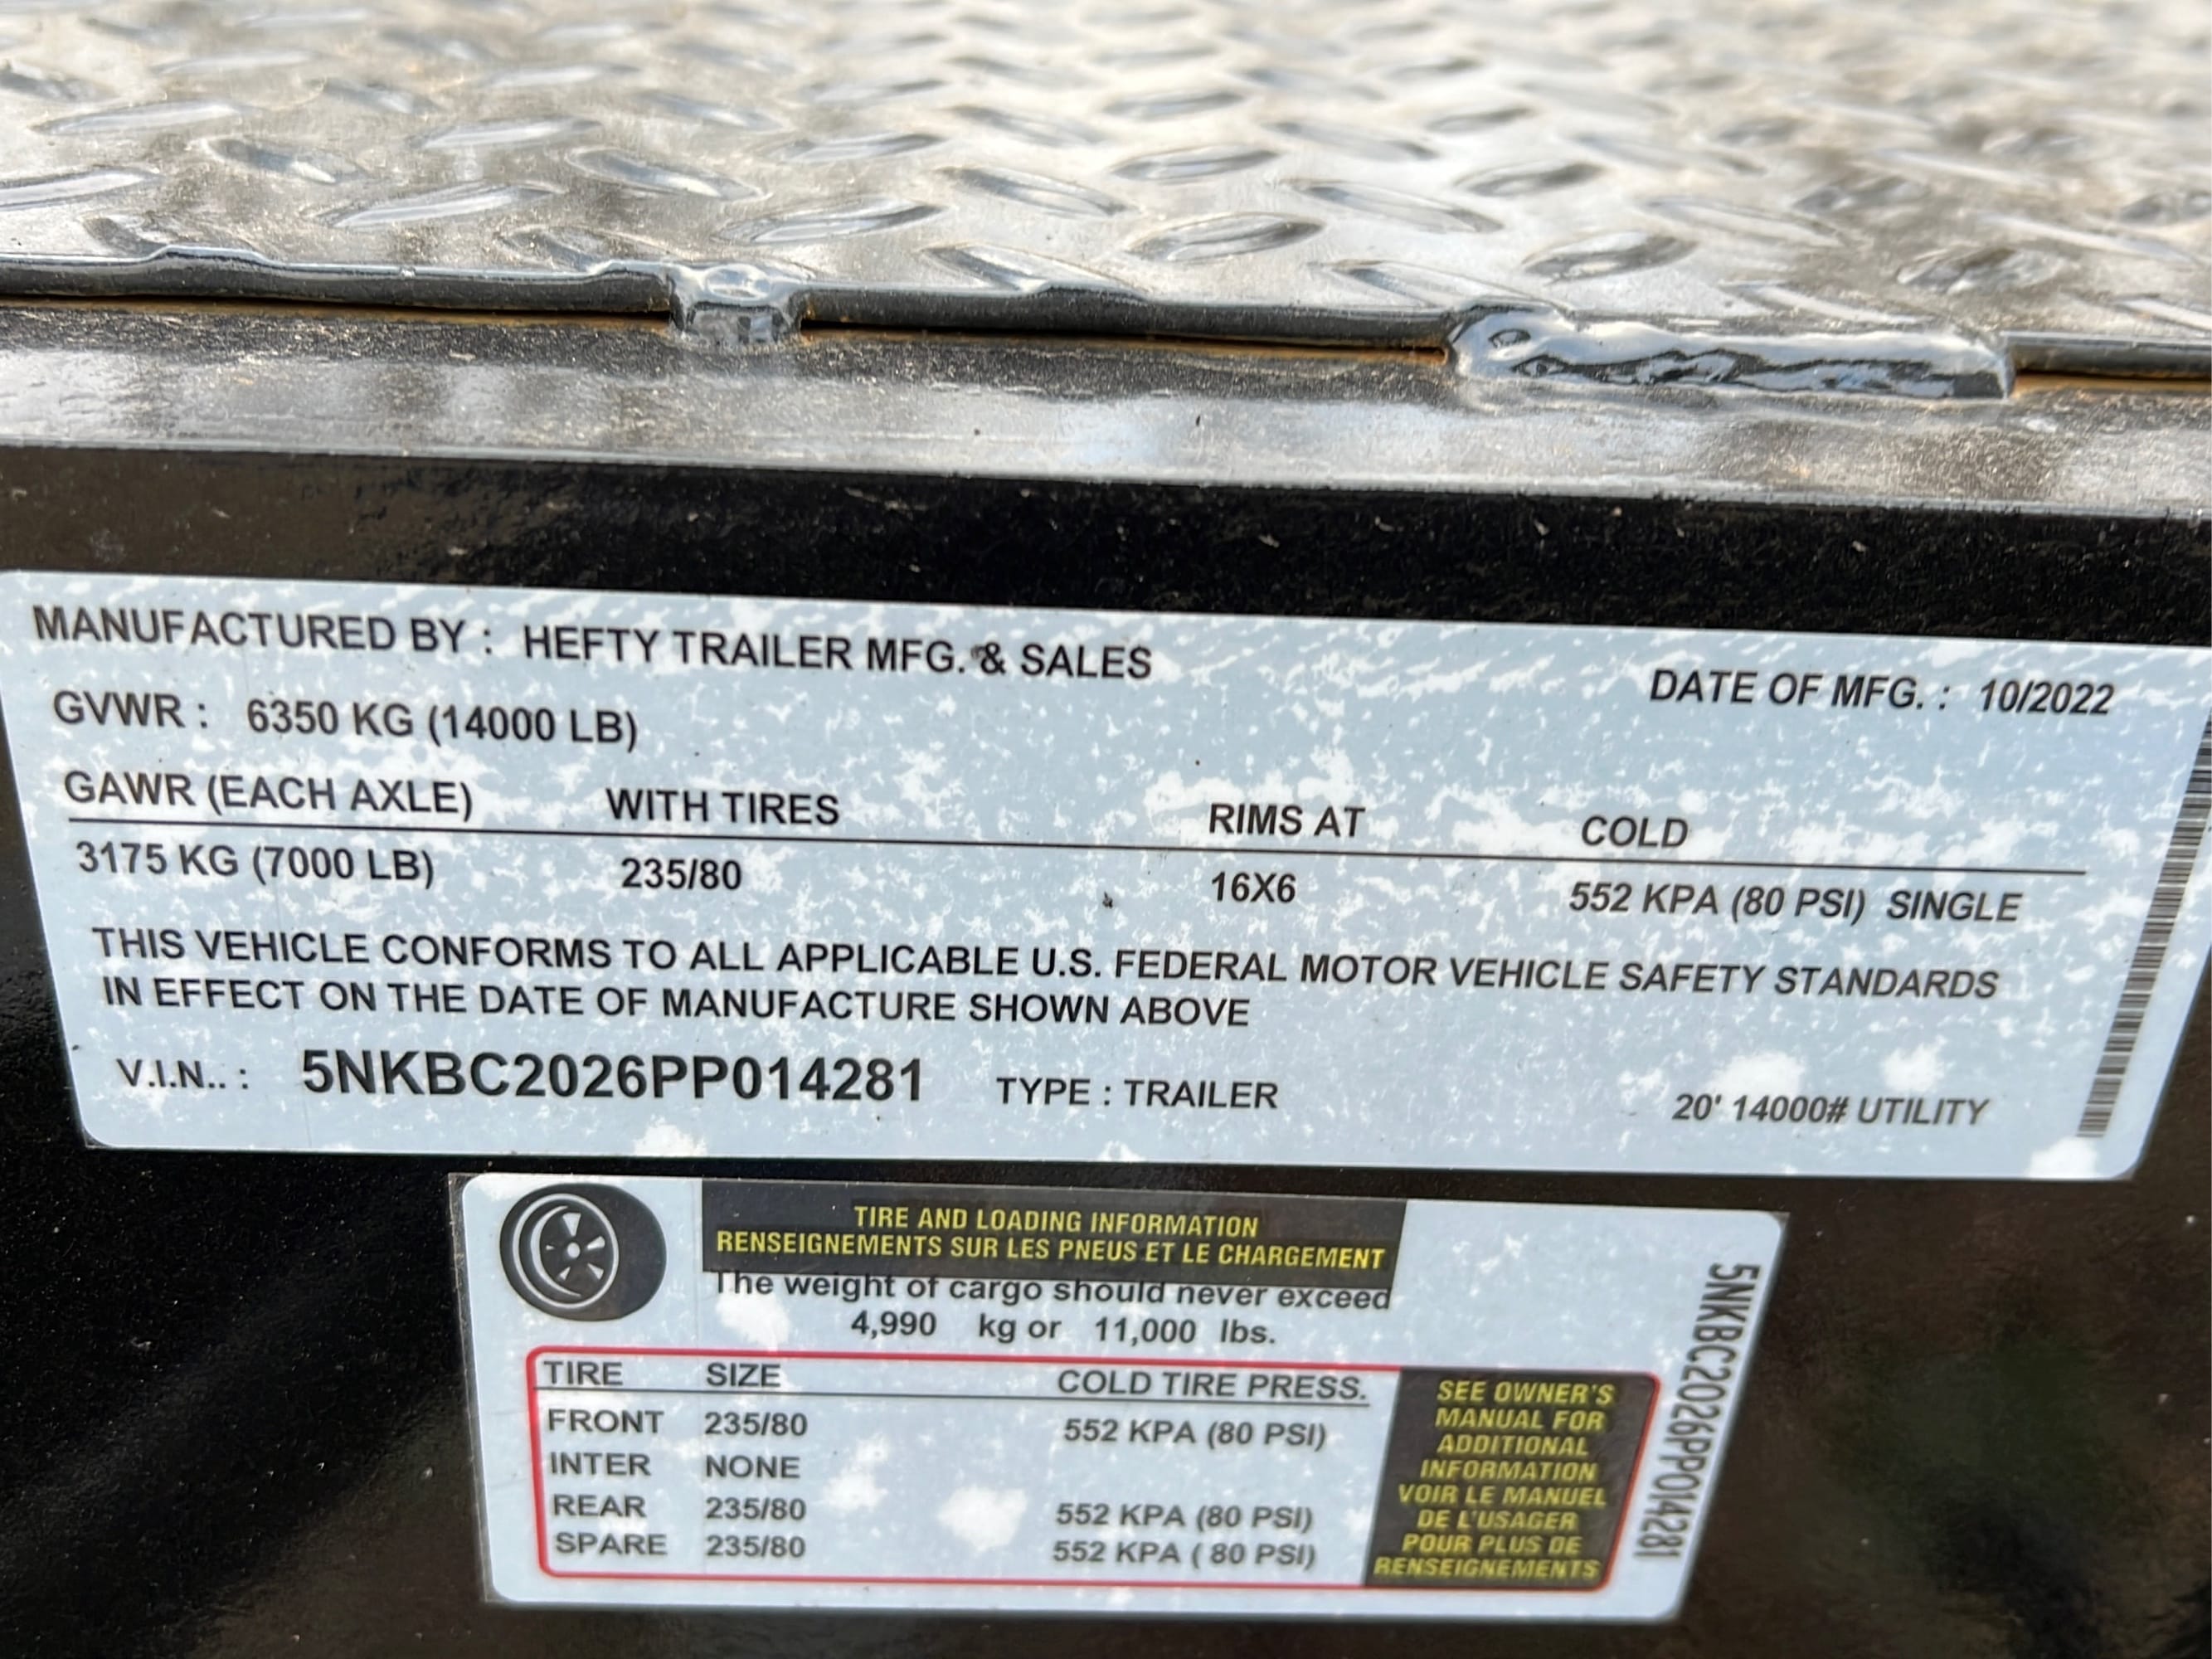 MANUFACTURED BY : HEFTY TRAILER MFG. & SALES
DATE OF MFG. : 10/2022
GVWR : 6350 KG (14000 LB)
GAWR (EACH AXLE) WITH TIRES RIMS AT COLD
3175 KG (7000 LB) 235/80 16X6 552 KPA (80 PSI) SINGLE
THIS VEHICLE CONFORMS TO ALL APPLICABLE U.S. FEDERAL MOTOR VEHICLE SAFETY STANDARDS
IN EFFECT ON THE DATE OF MANUFACTURE SHOWN ABOVE
V.I.N.. : 5NKBC2026PP014281 TYPE : TRAILER 20' 14000# UTILITY
TIRE AND LOADING INFORMATION
RENSEIGNEMENTS SUR LES PNEUS ET LE CHARGEMENT
The weight of cargo should never exceed
4,990 kg or 11,000 lbs.
TIRE SIZE COLD TIRE PRESS.
FRONT 235/80 552 KPA (80 PSI)
INTER NONE
REAR 235/80 552 KPA (80 PSI)
SPARE 235/80 552 KPA ( 80 PSI)
SEE OWNER'S
MANUAL FOR
ADDITIONAL
INFORMATION
VOIR LE MANUEL
DE L'USAGER
POUR PLUS DE
RENSEIGNEMENTS
5NKBC2026PP014281